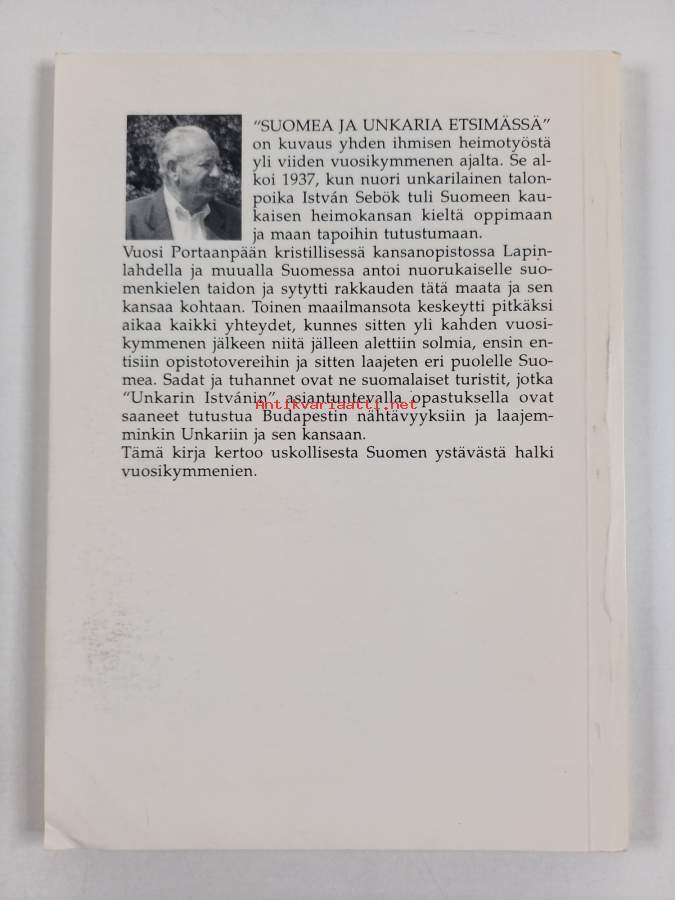 "SUOMEA JA UNKARIA ETSIMÄSSÄ"
on kuvaus yhden ihmisen heimotyöstä
yli viiden vuosikymmenen ajalta. Se al-
koi 1937, kun nuori unkarilainen talon-
poika István Sebök tuli Suomeen kau-
kaisen heimokansan kieltä oppimaan
ja maan tapoihin tutustumaan.
Vuosi Portaanpään kristillisessä kansanopistossa Lapin-
lahdella ja muualla Suomessa antoi nuorukaiselle suo-
menkielen taidon ja sytytti rakkauden tätä maata ja sen
kansaa kohtaan. Toinen maailmansota keskeytti pitkäksi
aikaa kaikki yhteydet, kunnes sitten yli kahden vuosi-
kymmenen jälkeen niitä jälleen alettiin solmia, ensin en-
tisiin opistotovereihin ja sitten laajeten eri puolelle Suo-
mea. Sadat ja tuhannet ovat ne suomalaiset turistit, jotka
"Unkarin Istvánin" asiantuntevalla opastuksella ovat
Antikvariaatti.net
saaneet tutustua Budapestin nähtävyyksiin ja laajem-
minkin Unkariin ja sen kansaan.
Tämä kirja kertoo uskollisesta Suomen ystävästä halki
vuosikymmenien.